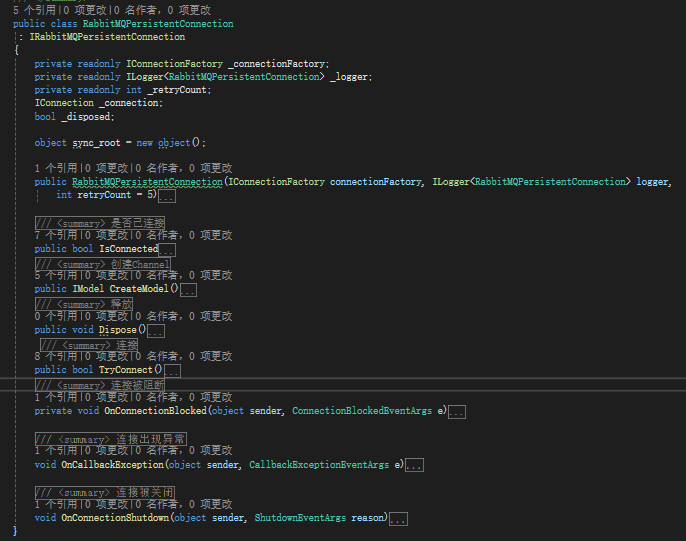 5 个引用|0 项更改|0 名作者，0 项更改
public class RabbitMQPersistentConnection
: IRabbitMQPersistentConnection
{
private readonly IConnectionFactory _connectionFactory;
private readonly ILogger<RabbitMQPersistentConnection> _logger;
private readonly int _retryCount;
IConnection _connection;
bool _disposed;
object sync_root = new object();
1 个引用|0 项更改|0 名作者，0 项更改
public RabbitMQPersistentConnection(IConnectionFactory connectionFactory, ILogger<RabbitMQPersistentConnection> logger,
int retryCount = 5)...
/// <summary> 是否已连接
7 个引用|0 项更改|0 名作者，0 项更改
public bool IsConnected...
/// <summary> 创建Channel
5 个引用|0 项更改|0 名作者，0 项更改
public IModel CreateModel()...
/// <summary> 释放
0 个引用|0 项更改|0 名作者，0 项更改
public void Dispose()...
/// <summary> 连接
8 个引用|0 项更改|0 名作者，0 项更改
public bool TryConnect()...
/// <summary> 连接被阻断
1 个引用|0 项更改|0 名作者，0 项更改
private void OnConnectionBlocked(object sender, ConnectionBlockedEventArgs e)...
/// <summary> 连接出现异常
1 个引用|0 项更改|0 名作者，0 项更改
void OnCallbackException(object sender, CallbackExceptionEventArgs e)...
/// <summary> 连接被关闭
1 个引用|0 项更改|0 名作者，0 项更改
void OnConnectionShutdown(object sender, ShutdownEventArgs reason)...
}